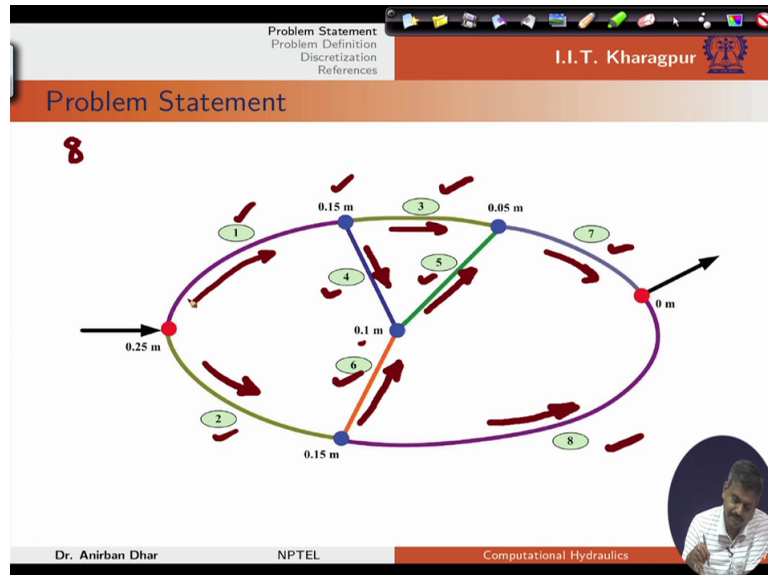 Problem Statement
Problem Definition
Discretization
References
I.I.T. Kharagpur
Problem Statement
8
0.15 m
3
0.05 m
1
7
4
5
0 m
0.1 m
0.25 m
6
2
8
0.15 m
Dr. Anirban Dhar
NPTEL
Computational Hydraulics